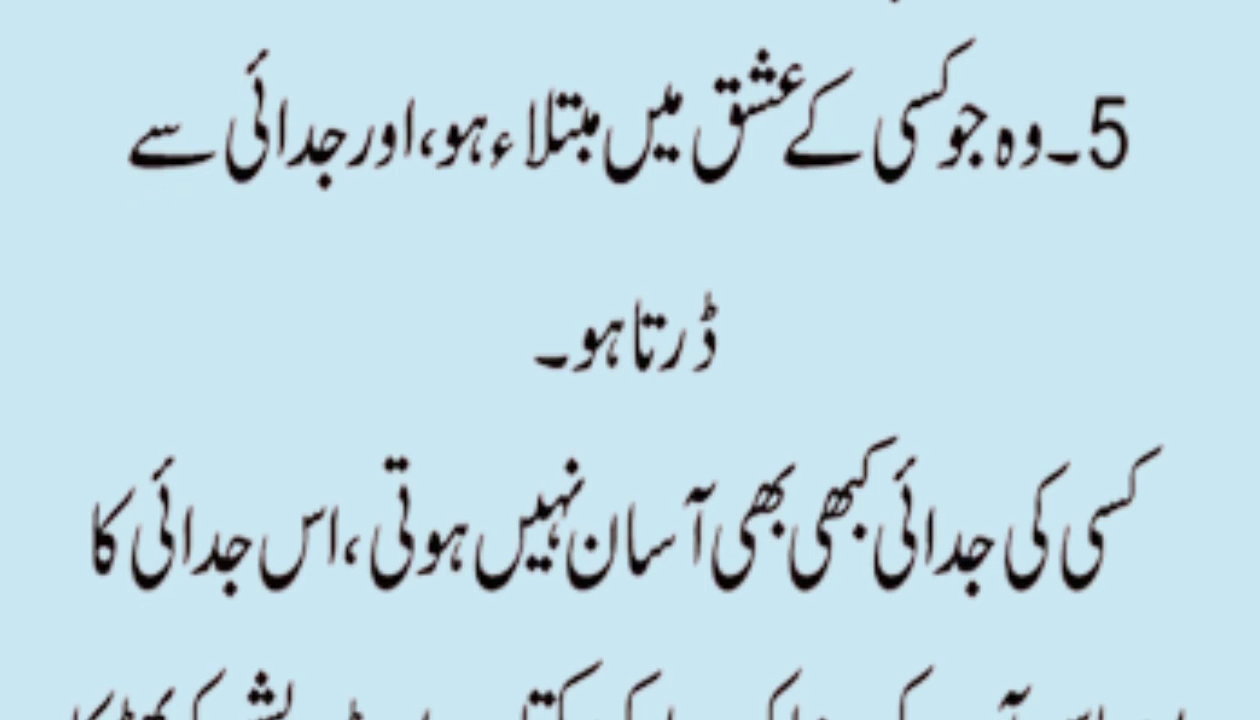 5۔وہ جو کسی کے عشق میں مبتلاء ہو، اور جدائی سے
ڈرتا ہو۔
کسی کی جدائی کبھی بھی آسان نہیں ہوتی، اس جدائی کا